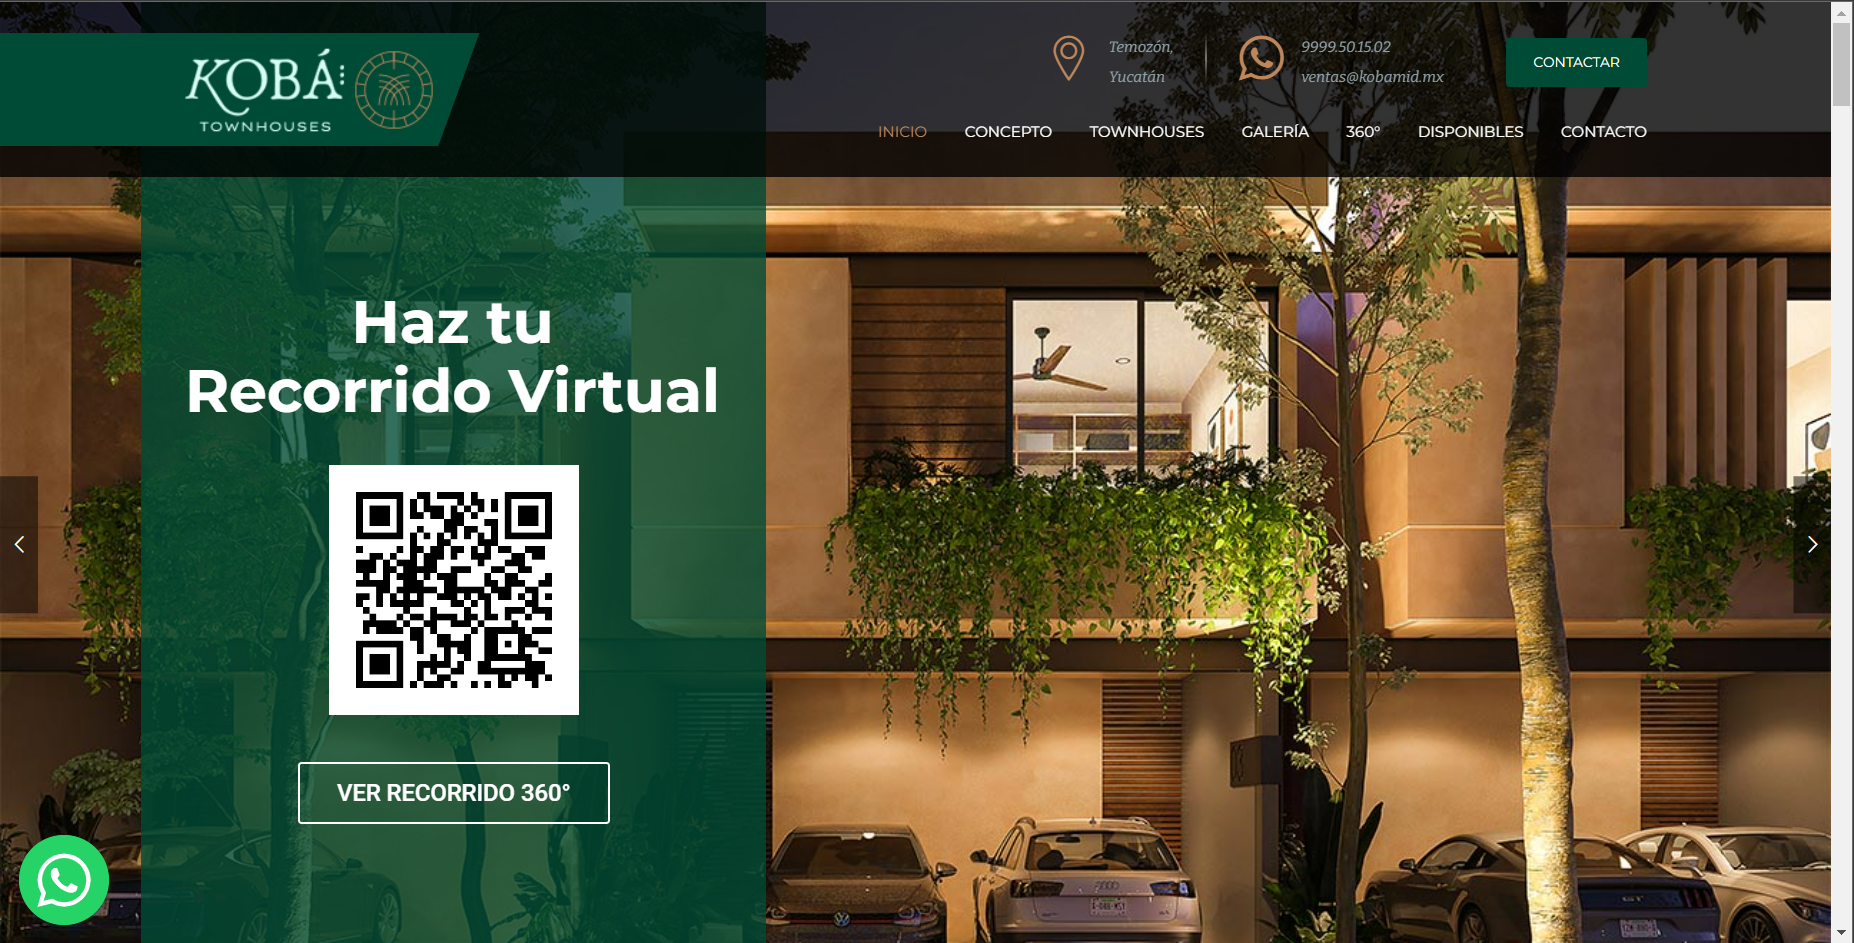 KOBÁ
TOWNHOUSES
Temozón,
Yucatán
9999.50.15.02
ventas@kobamid.mx
CONTACTAR
INICIO
CONCEPTO
TOWNHOUSES
GALERÍA
360°
DISPONIBLES
CONTACTO
Haz tu
Recorrido Virtual
VER RECORRIDO 360°
GT